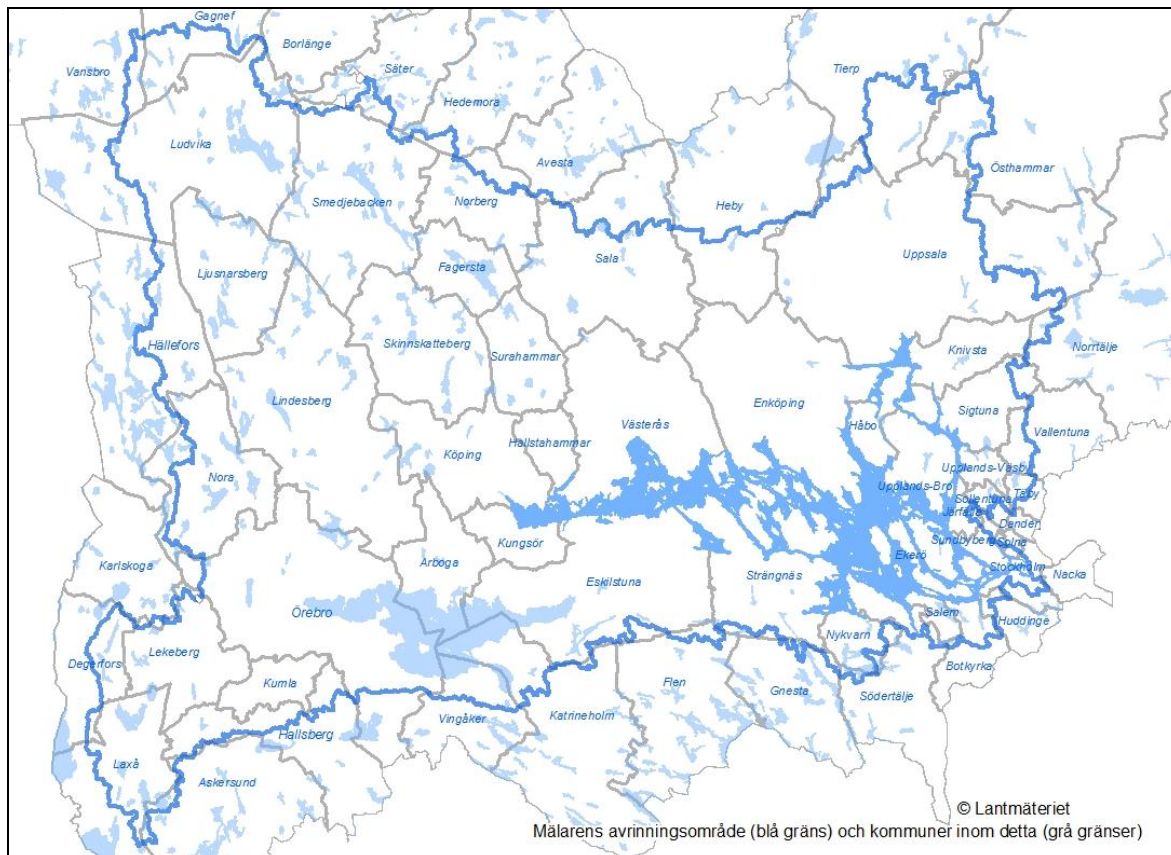 Gagnef
Borlänge
Vansbro
Säter
Tierp
Hedemora
Ludvika
Avesta
Östhammar
Smedjebacken
Norberg
Heby
Uppsala
Sala
Fagersta
Ljusnarsberg
Hällefors
Skinnskatteberg
Surahammar
Knivsta
Norrtälje
Lindesberg
Enköping
Sigtuna
Västerås
Håbo
Vallentuna
Hallstahammar
Köping
Upplands-Väsby
Nora
Upplands-Bro
Sollentuna
Täby
Järfälla
Dander
Kungsör
Sundbyberg
Solna
Ekerö
Arboga
Karlskoga
Stockholm
Eskilstuna
Strängnäs
Nacka
Örebro
Salem
Huddinge
Nykvarn
Lekeberg
Degerfors
Botkyrka
Kumla
Flen
Gnesta
Södertälje
Vingåker
Katrineholm
Hallsberg
Laxå
Askersund
© Lantmäteriet
Mälarens avrinningsområde (blå gräns) och kommuner inom detta (grå gränser)